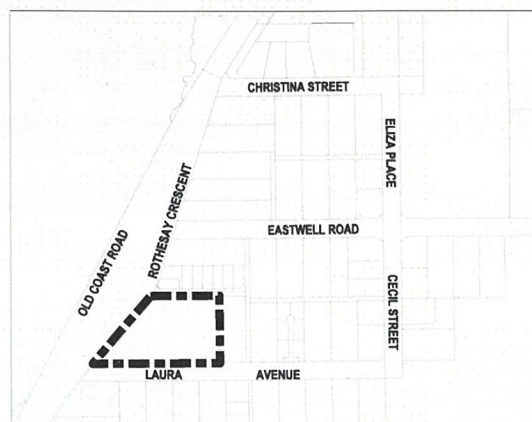 CHRISTINA STREET
ELIZA PLACE
ROTHESAY CRESCENT
EASTWELL ROAD
OLD COAST ROAD
CECIL STREET
LAURA AVENUE